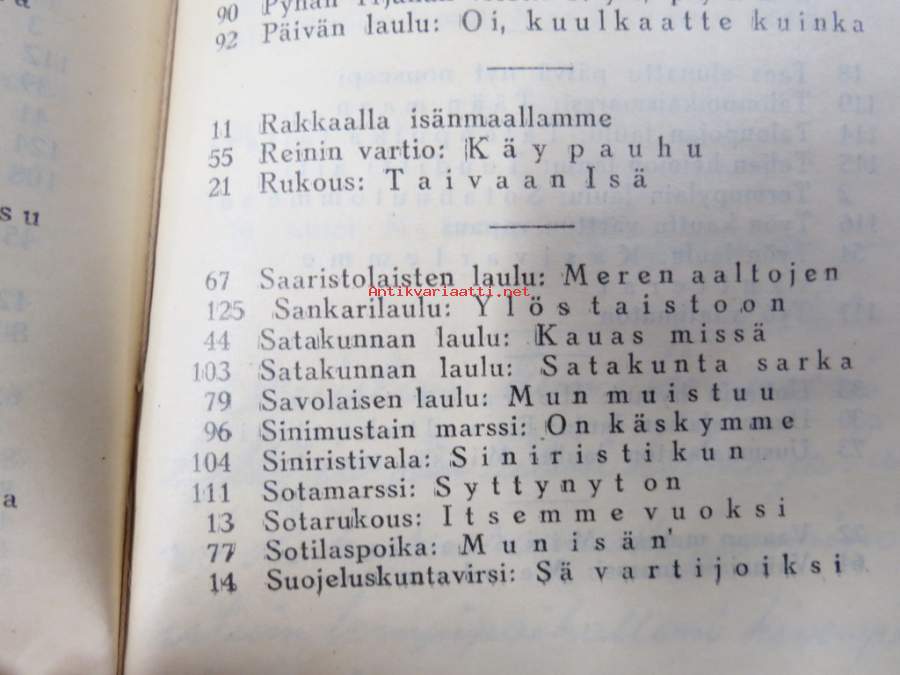 90
92 Päivän laulu: Oi, kuulkaatte kuinka
11 Rakkaalla isänmaallamme
55 Reinin vartio: Käy pauhu
21 Rukous: Taivaan Isä
67 Saaristolaisten laulu: Meren aaltojen
Antikvariaatti.net
125 Sankarilaulu: Ylös taistoon
44 Satakunnan laulu: Kauas missä
103 Satakunnan laulu: Satakunta sarka
79 Savolaisen laulu: Mun muistuu
96 Sinimustain marssi: On käskymme
104 Siniristivala: Siniristikun
111 Sotamarssi: Syttynyt on
13 Sotarukous: Itsemme vuoksi
77 Sotilaspoika: Mun isän'
14 Suojeluskuntavirsi: Sä vartijoiksi